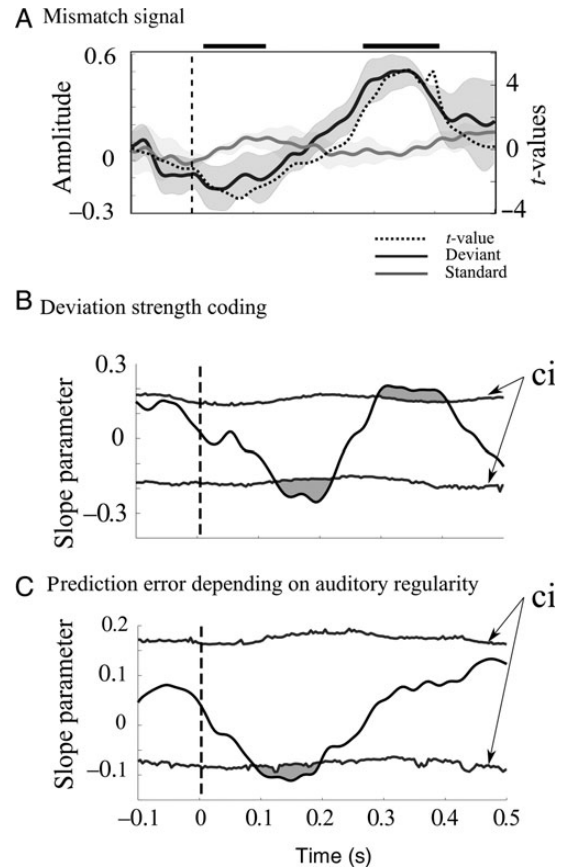 A Mismatch signal
0.6
0
−0.3
Amplitude
4
2
0
−2
−4
t-values
t-value
Deviant
Standard
B Deviation strength coding
0.3
0
−0.3
Slope parameter
ci
C Prediction error depending on auditory regularity
0.2
0.1
0
−0.1
Slope parameter
ci
−0.1 0 0.1 0.2 0.3 0.4 0.5
Time (s)